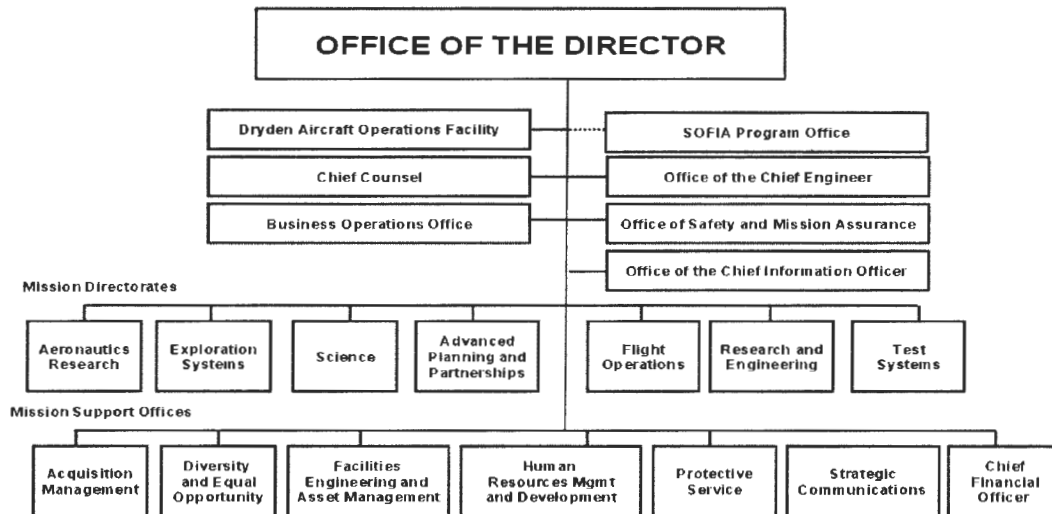 OFFICE OF THE DIRECTOR
Dryden Aircraft Operations Facility
SOFIA Program Office
Chief Counsel
Office of the Chief Engineer
Business Operations Office
Office of Safety and Mission Assurance
Office of the Chief Information Officer
Mission Directorates
Aeronautics
Research
Exploration
Systems
Science
Advanced
Planning and
Partnerships
Flight
Operations
Research and
Engineering
Test
Systems
Mission Support Offices
Acquisition
Management
Diversity
and Equal
Opportunity
Facilities
Engineering and
Asset Management
Human
Resources Mgmt
and Development
Protective
Service
Strategic
Communications
Chief
Financial
Officer